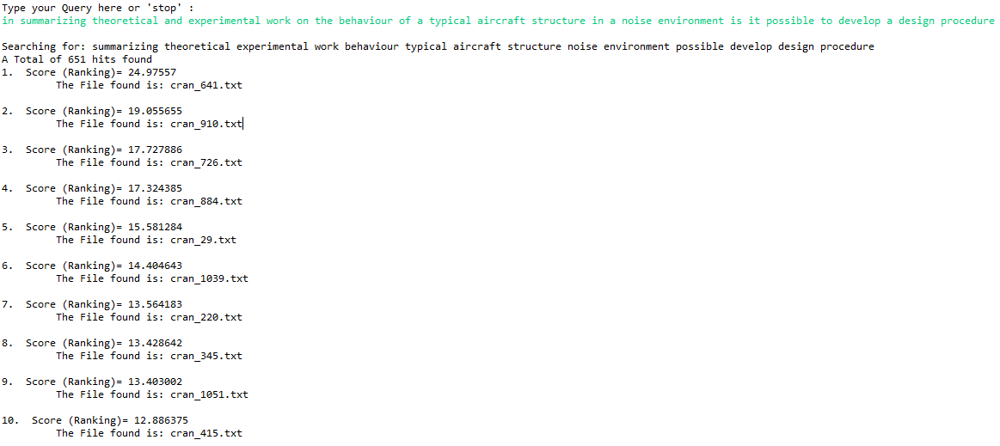 Type your Query here or 'stop' :
in summarizing theoretical and experimental work on the behaviour of a typical aircraft structure in a noise environment is it possible to develop a design procedure
Searching for: summarizing theoretical experimental work behaviour typical aircraft structure noise environment possible develop design procedure
A Total of 651 hits found
1.  Score (Ranking)= 24.97557
The File found is: cran_641.txt
2.  Score (Ranking)= 19.055655
The File found is: cran_910.txt
3.  Score (Ranking)= 17.727886
The File found is: cran_726.txt
4.  Score (Ranking)= 17.324385
The File found is: cran_884.txt
5.  Score (Ranking)= 15.581284
The File found is: cran_29.txt
6.  Score (Ranking)= 14.404643
The File found is: cran_1039.txt
7.  Score (Ranking)= 13.564183
The File found is: cran_220.txt
8.  Score (Ranking)= 13.428642
The File found is: cran_345.txt
9.  Score (Ranking)= 13.403002
The File found is: cran_1051.txt
10.  Score (Ranking)= 12.886375
The File found is: cran_415.txt